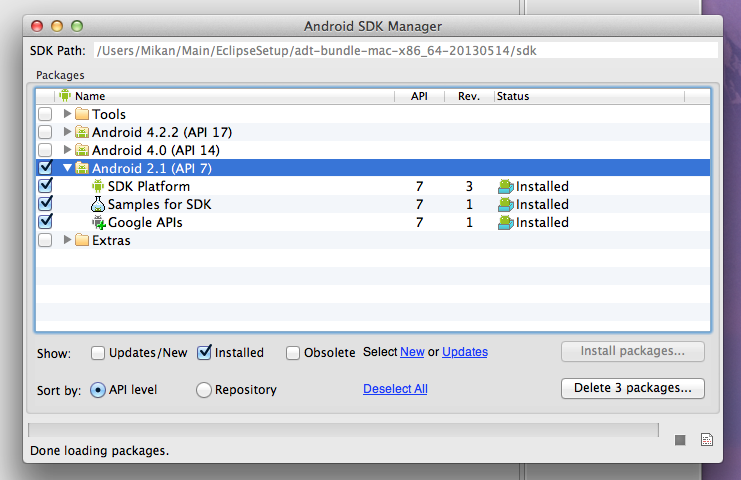 Android SDK Manager
SDK Path: /Users/Mikan/Main/EclipseSetup/adt-bundle-mac-x86_64-20130514/sdk
Packages
Name API Rev. Status
Tools
Android 4.2.2 (API 17)
Android 4.0 (API 14)
Android 2.1 (API 7)
SDK Platform 7 3 Installed
Samples for SDK 7 1 Installed
Google APIs 7 1 Installed
Extras
Show: Updates/New Installed Obsolete Select New or Updates Install packages...
Sort by: API level Repository Deselect All Delete 3 packages...
Done loading packages.